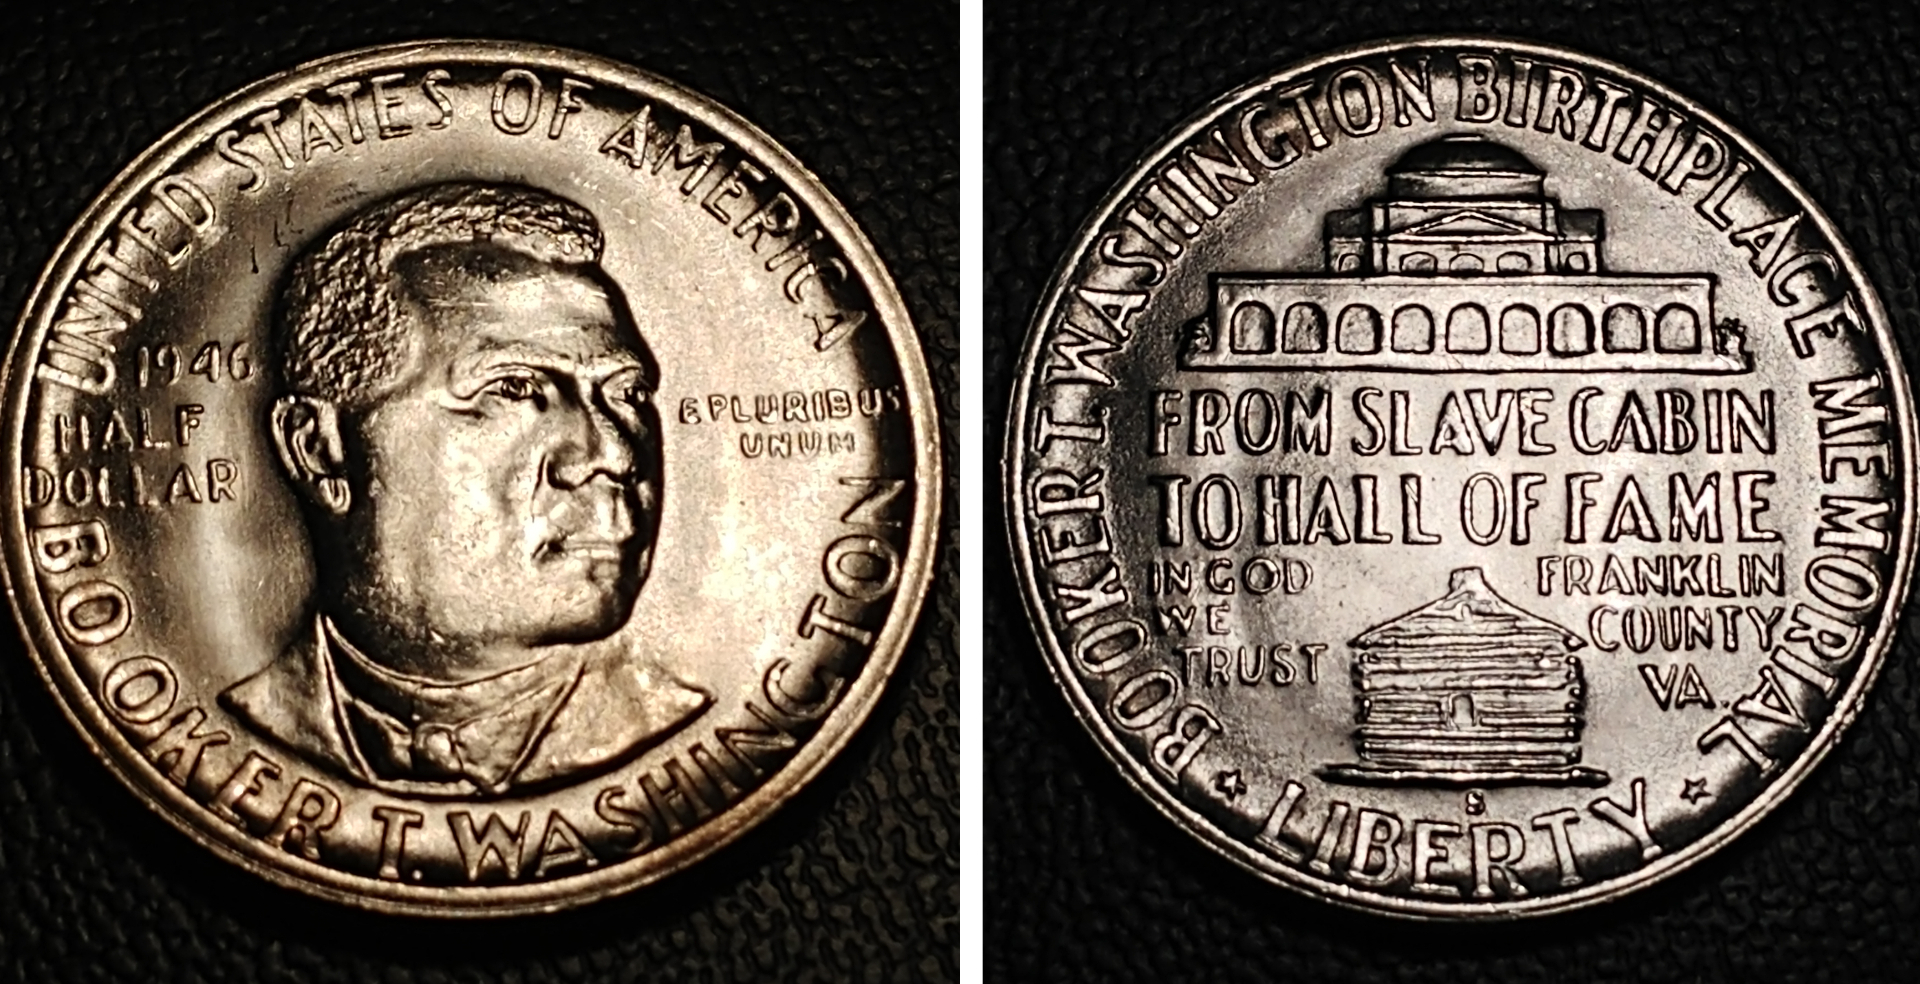 UNITED STATES OF AMERICA
1946
HALF
DOLLAR
E PLURIBUS
UNUM
BOOKER T. WASHINGTON
BOOKER T. WASHINGTON BIRTHPLACE MEMORIAL
FROM SLAVE CABIN
TO HALL OF FAME
IN GOD
WE
TRUST
FRANKLIN
COUNTY
VA.
S
LIBERTY